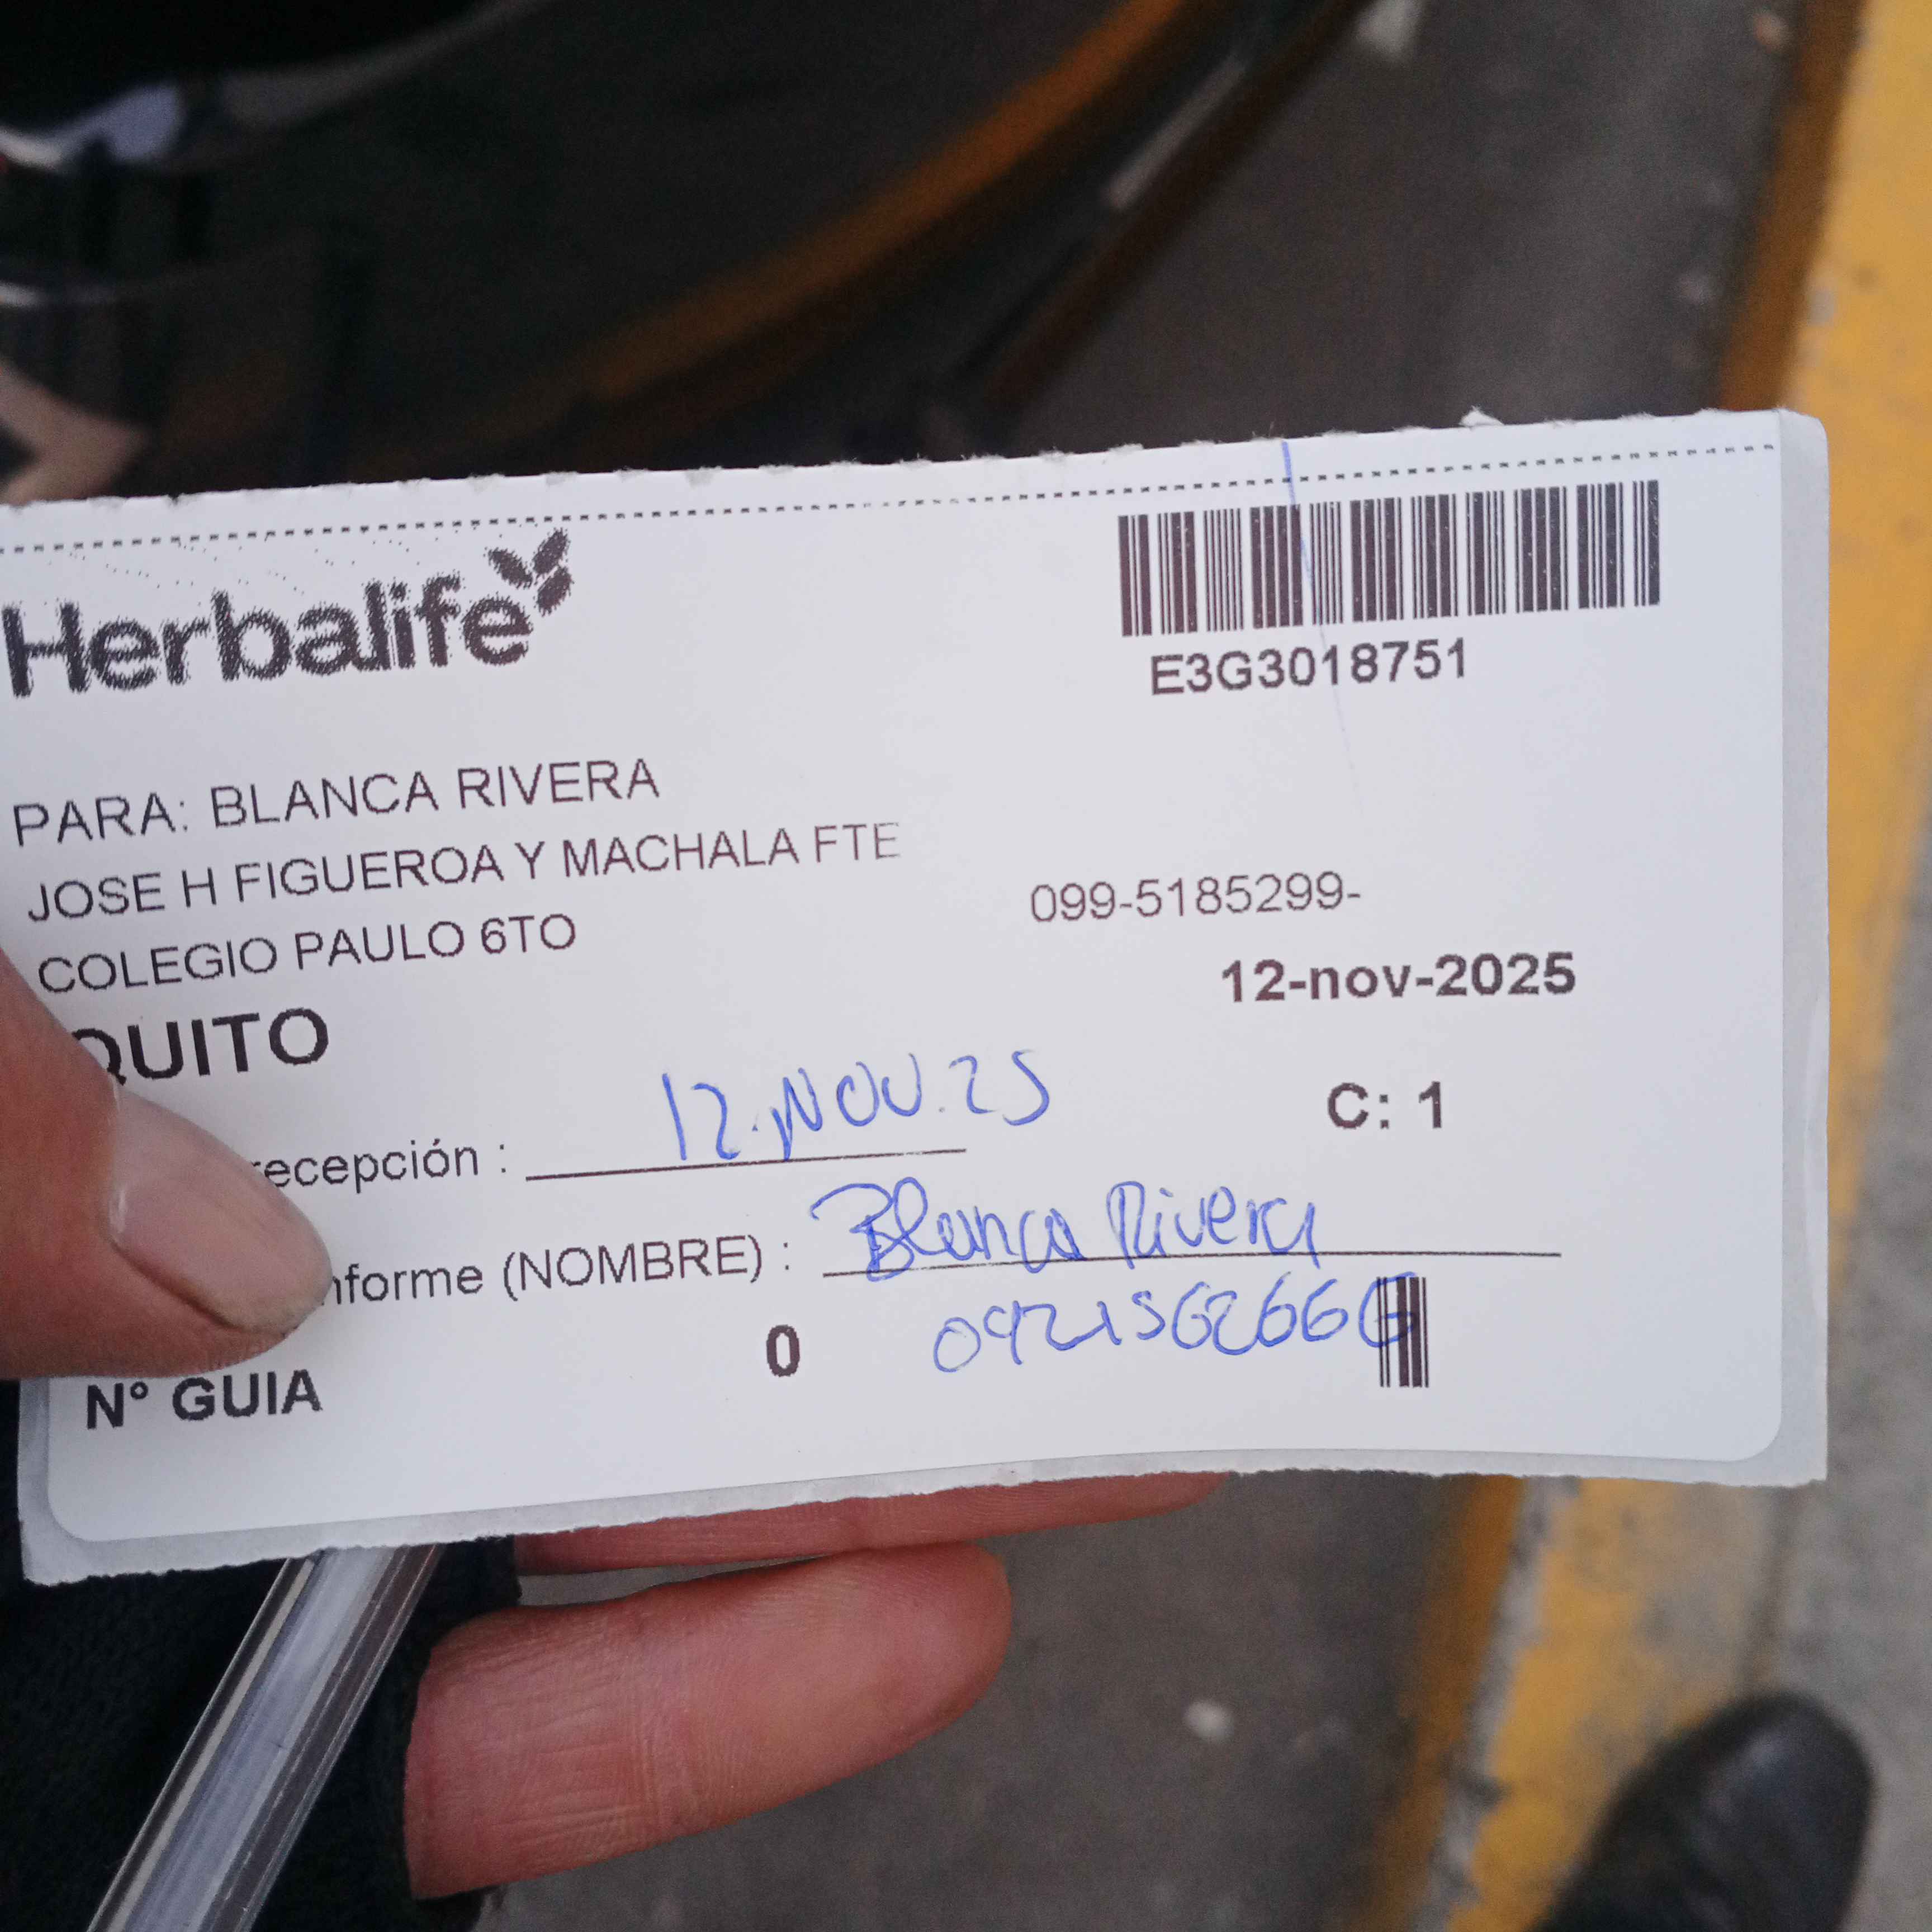 Herbalife
E3G3018751
PARA: BLANCA RIVERA
JOSE H FIGUEROA Y MACHALA FTE
COLEGIO PAULO 6TO
099-5185299-
12-nov-2025
QUITO
C: 1
recepción : 12.NOV.25
nforme (NOMBRE) : Blanca Rivera
N° GUIA
0